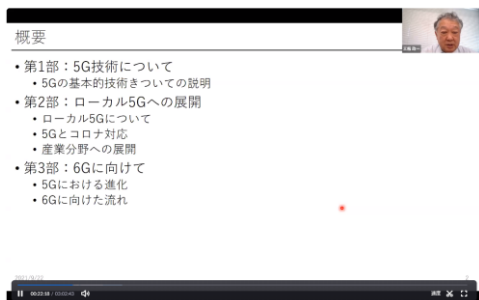 概要
• 第1部：5G技術について
• 5Gの基本的技術きついての説明
• 第2部：ローカル5Gへの展開
• ローカル5Gについて
• 5Gとコロナ対応
• 産業分野への展開
• 第3部：6Gに向けて
• 5Gにおける進化
• 6Gに向けた流れ
2021/9/22
2